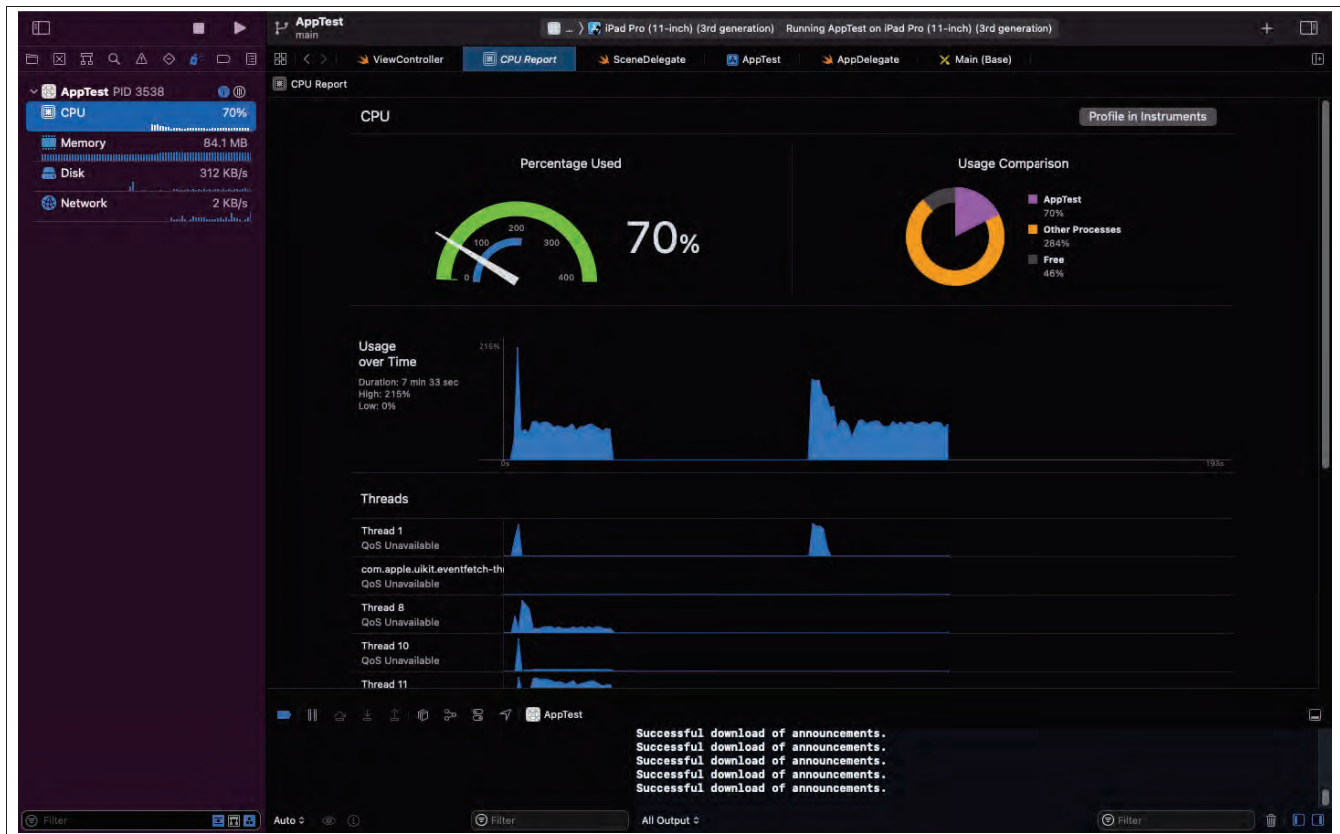 AppTest
main
... > iPad Pro (11-inch) (3rd generation) Running AppTest on iPad Pro (11-inch) (3rd generation)
ViewController CPU Report SceneDelegate AppTest AppDelegate Main (Base)
CPU Report
AppTest PID 3538
CPU 70%
Memory 84.1 MB
Disk 312 KB/s
Network 2 KB/s
CPU
Profile in Instruments
Percentage Used
0 100 200 300 400
70%
Usage Comparison
AppTest
70%
Other Processes
284%
Free
46%
Usage
over Time
Duration: 7 min 33 sec
High: 215%
Low: 0%
215%
0s 193s
Threads
Thread 1
QoS Unavailable
com.apple.uikit.eventfetch-thr
QoS Unavailable
Thread 8
QoS Unavailable
Thread 10
QoS Unavailable
Thread 11
AppTest
Successful download of announcements.
Successful download of announcements.
Successful download of announcements.
Successful download of announcements.
Successful download of announcements.
Filter
Auto
Filter
All Output
Filter